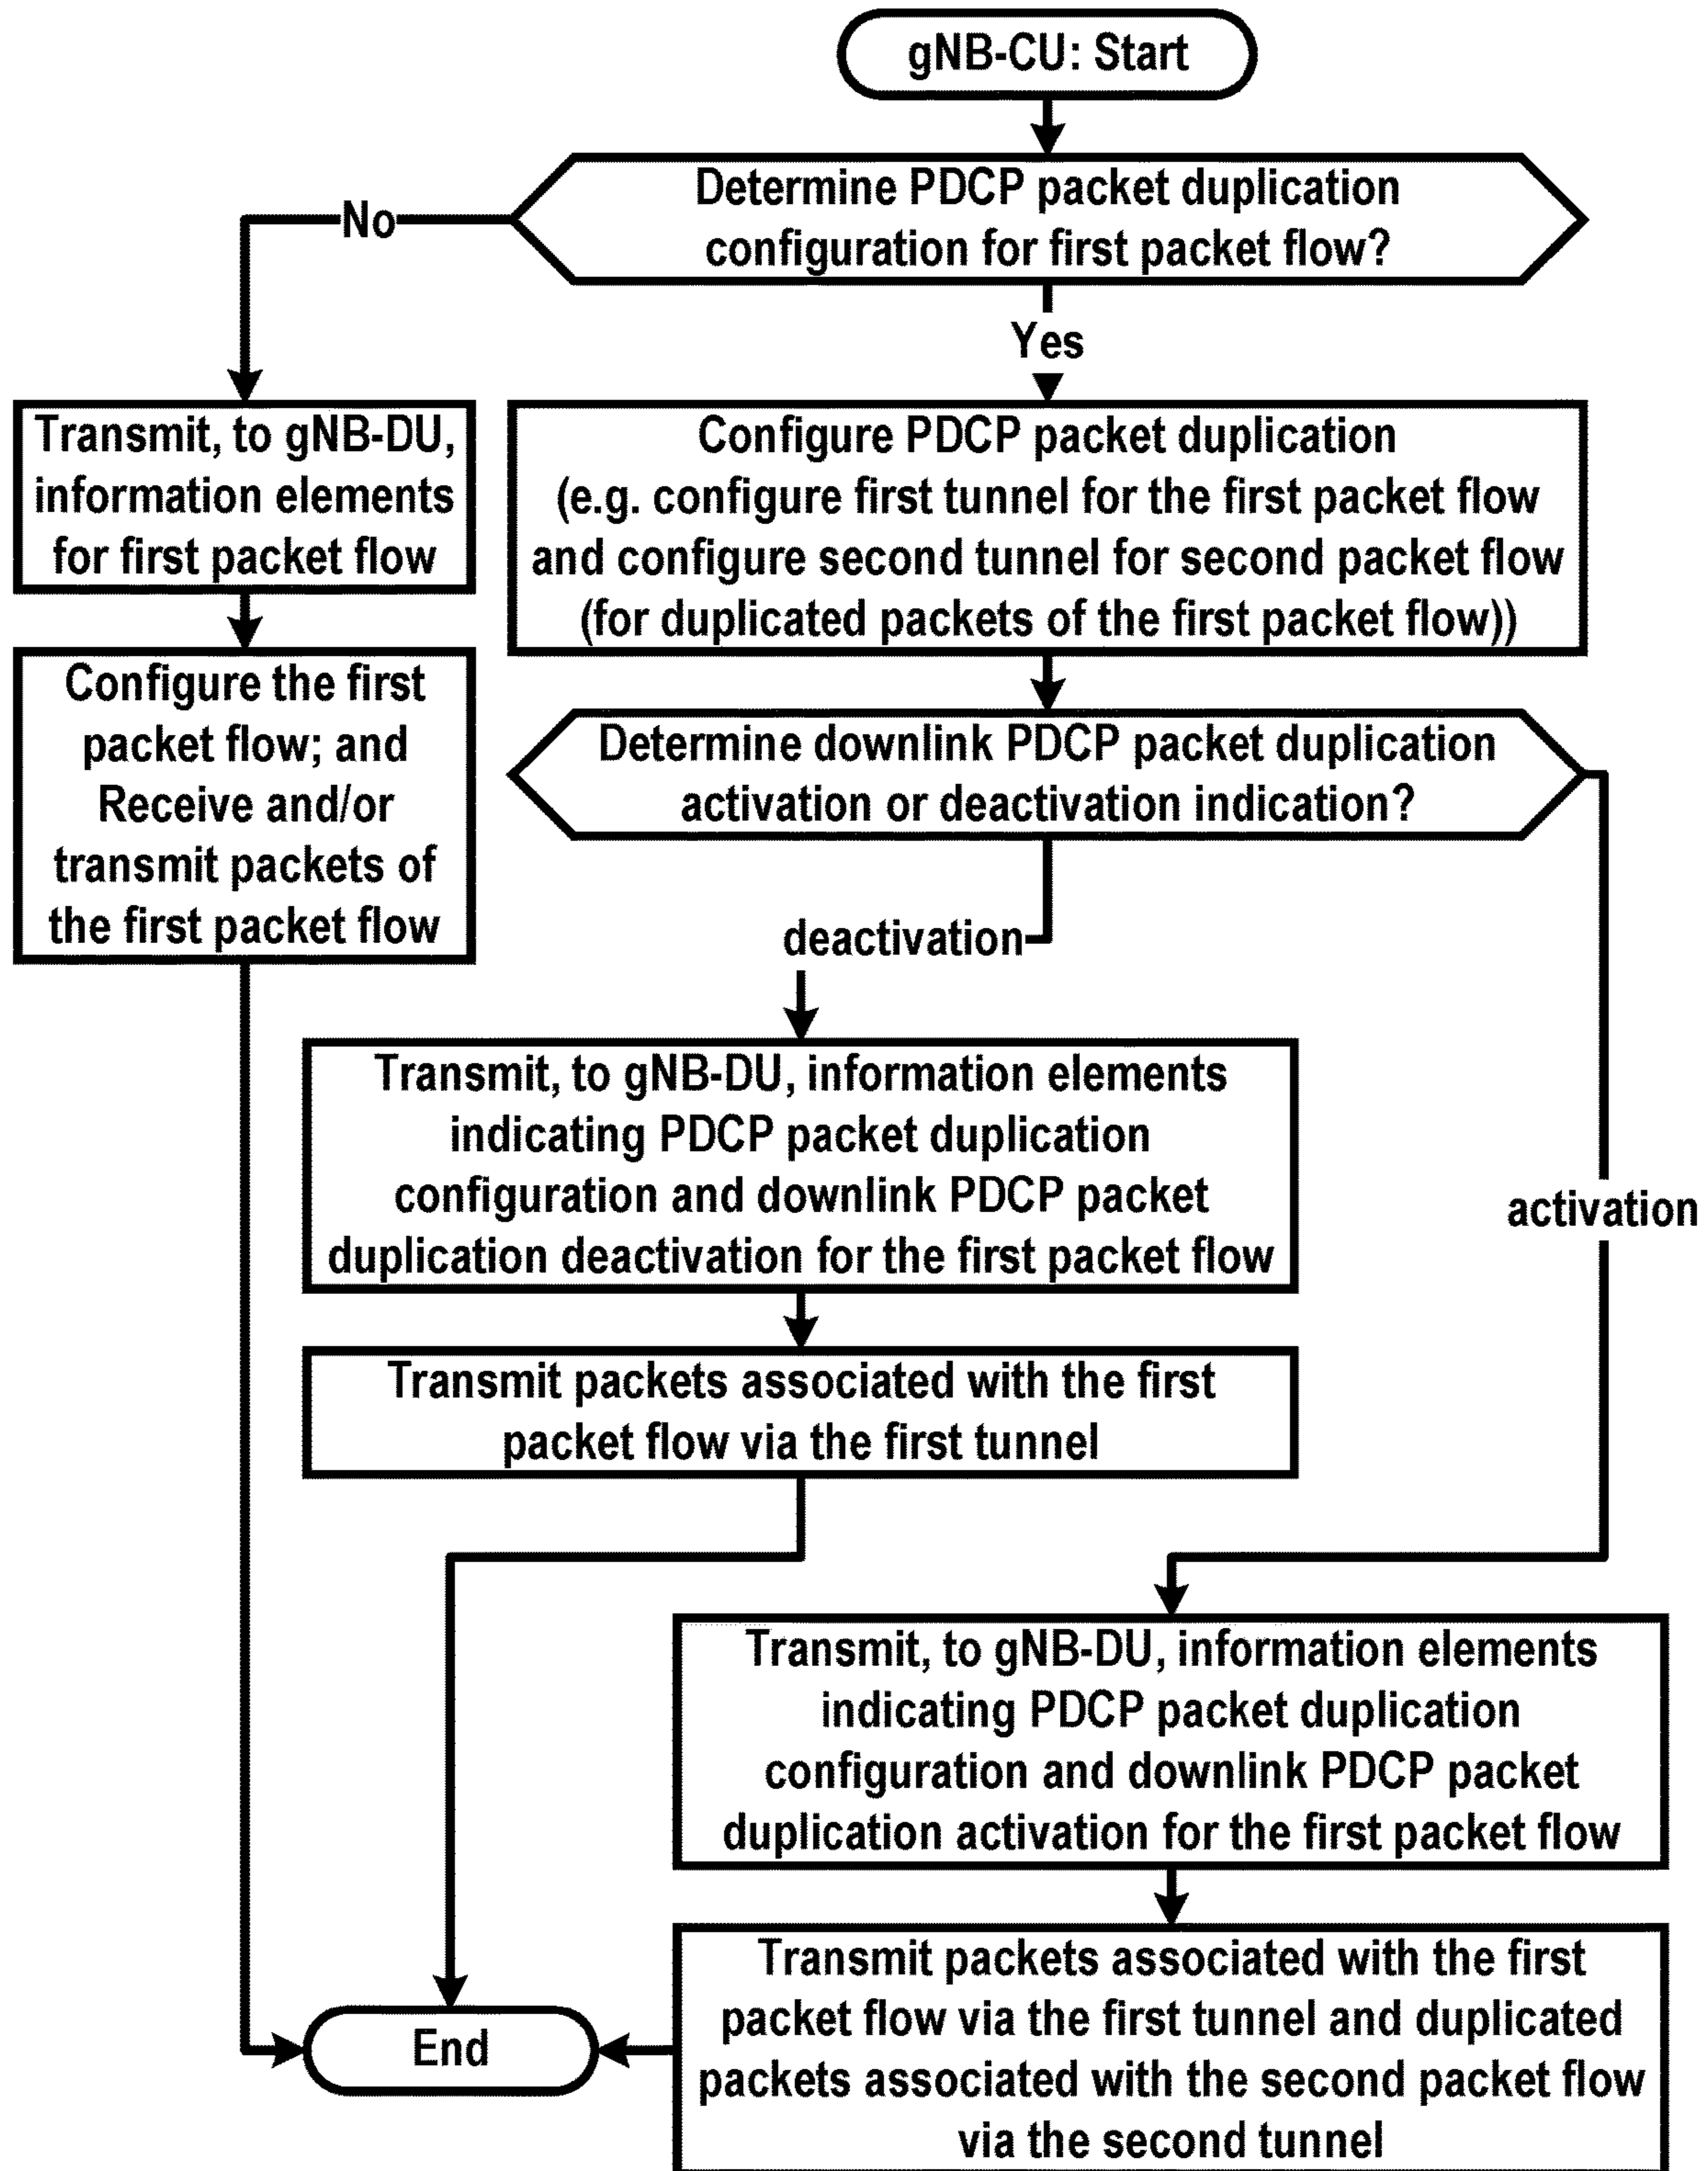 gNB-CU: Start
Determine PDCP packet duplication
configuration for first packet flow?
No
Yes
Transmit, to gNB-DU,
information elements
for first packet flow
Configure PDCP packet duplication
(e.g. configure first tunnel for the first packet flow
and configure second tunnel for second packet flow
(for duplicated packets of the first packet flow))
Configure the first
packet flow; and
Receive and/or
transmit packets of
the first packet flow
Determine downlink PDCP packet duplication
activation or deactivation indication?
deactivation
activation
Transmit, to gNB-DU, information elements
indicating PDCP packet duplication
configuration and downlink PDCP packet
duplication deactivation for the first packet flow
Transmit packets associated with the first
packet flow via the first tunnel
Transmit, to gNB-DU, information elements
indicating PDCP packet duplication
configuration and downlink PDCP packet
duplication activation for the first packet flow
Transmit packets associated with the first
packet flow via the first tunnel and duplicated
packets associated with the second packet flow
via the second tunnel
End